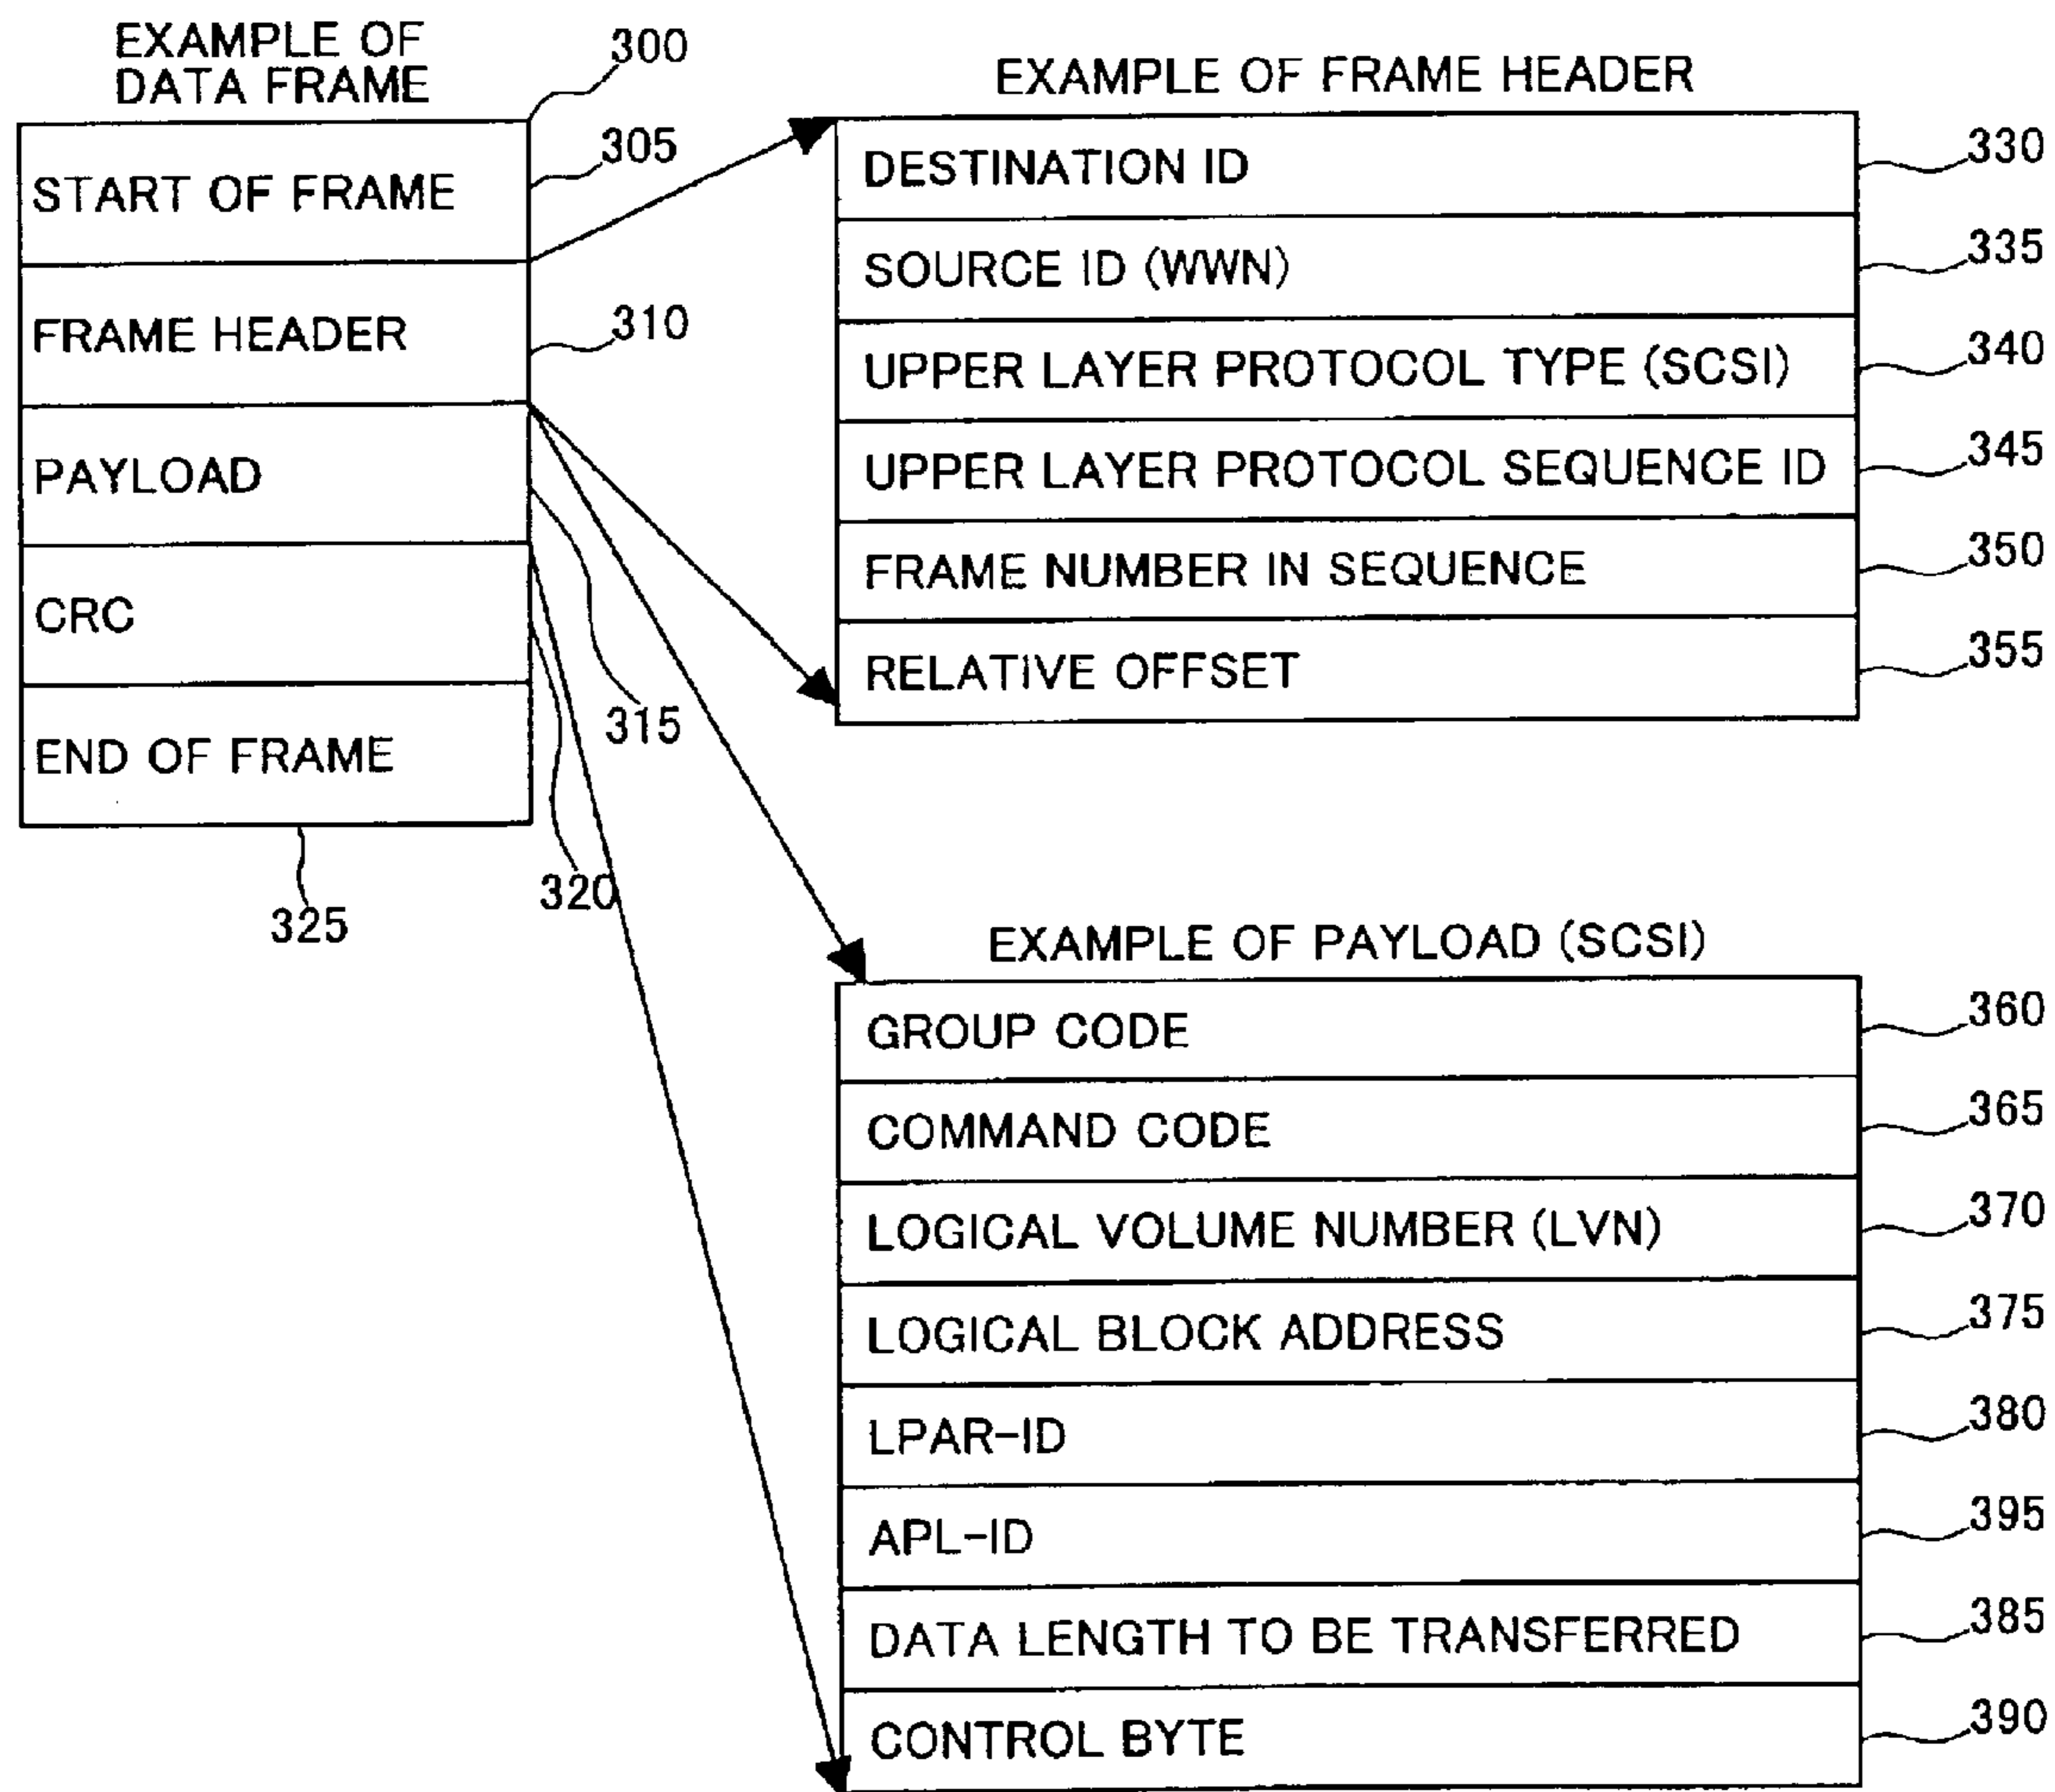 EXAMPLE OF
DATA FRAME
300
START OF FRAME
305
FRAME HEADER
310
PAYLOAD
315
CRC
320
END OF FRAME
325
EXAMPLE OF FRAME HEADER
DESTINATION ID
330
SOURCE ID (WWN)
335
UPPER LAYER PROTOCOL TYPE (SCSI)
340
UPPER LAYER PROTOCOL SEQUENCE ID
345
FRAME NUMBER IN SEQUENCE
350
RELATIVE OFFSET
355
EXAMPLE OF PAYLOAD (SCSI)
GROUP CODE
360
COMMAND CODE
365
LOGICAL VOLUME NUMBER (LVN)
370
LOGICAL BLOCK ADDRESS
375
LPAR-ID
380
APL-ID
395
DATA LENGTH TO BE TRANSFERRED
385
CONTROL BYTE
390